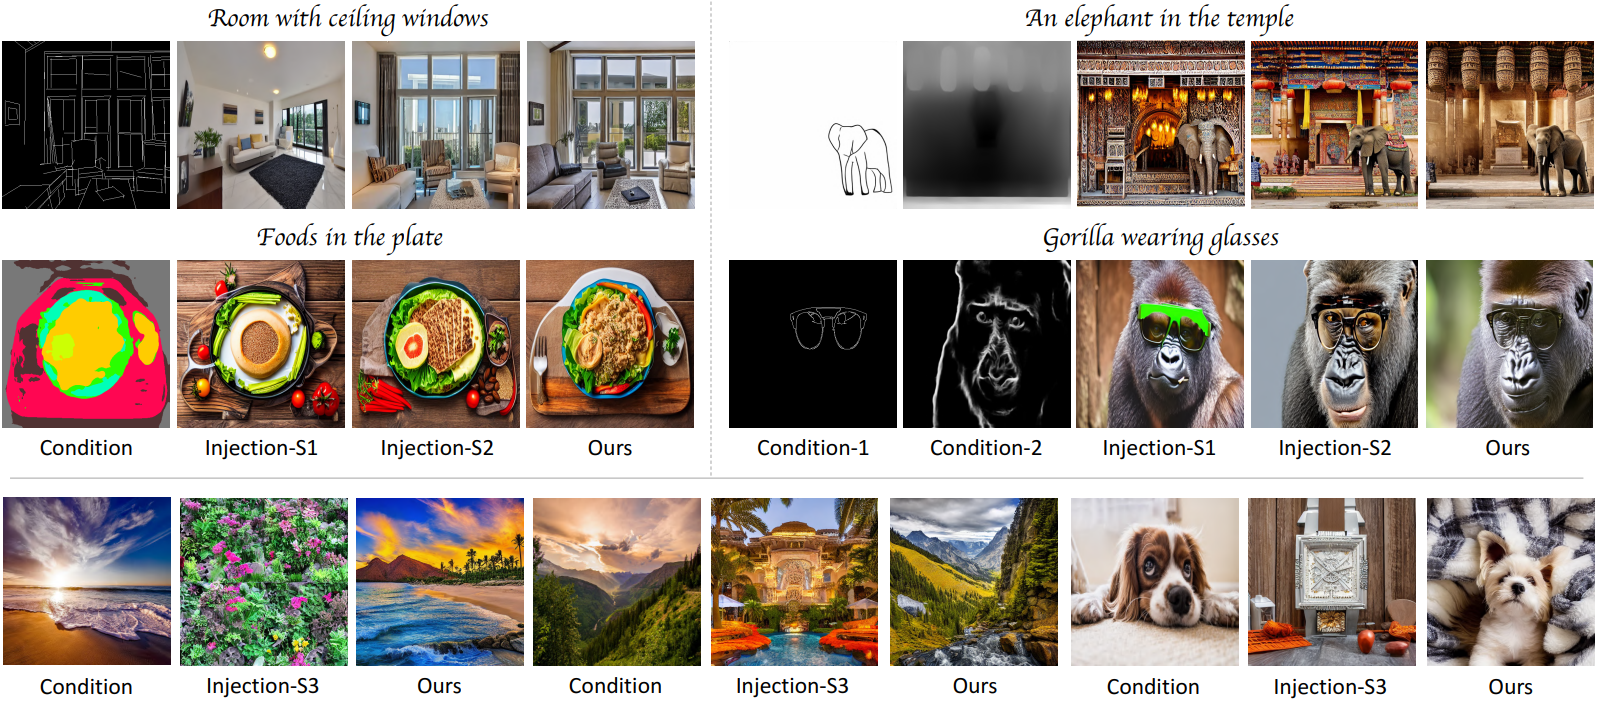 Room with ceiling windows
An elephant in the temple
Foods in the plate
Gorilla wearing glasses
Condition Injection-S1 Injection-S2 Ours
Condition-1 Condition-2 Injection-S1 Injection-S2 Ours
Condition Injection-S3 Ours Condition Injection-S3 Ours Condition Injection-S3 Ours